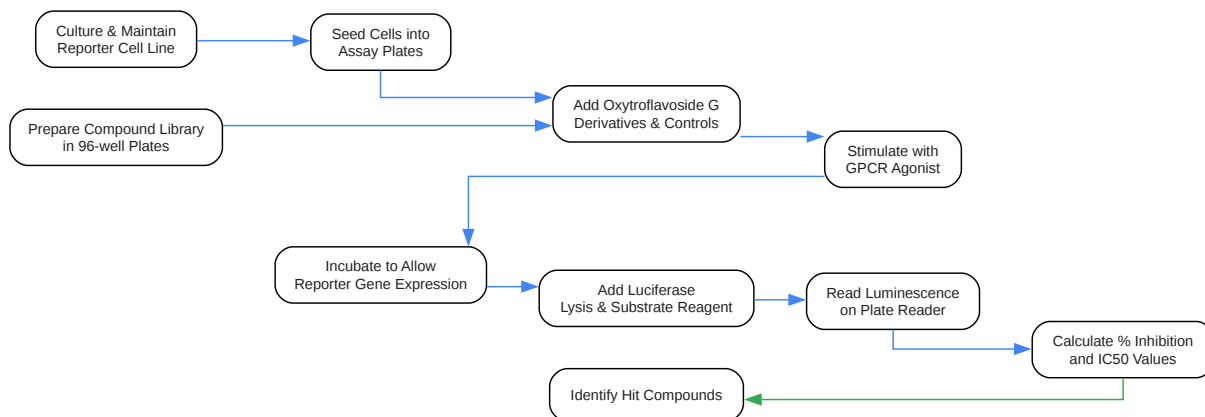 Culture & Maintain
Reporter Cell Line
Seed Cells into
Assay Plates
Prepare Compound Library
in 96-well Plates
Add Oxytroflavoside G
Derivatives & Controls
Stimulate with
GPCR Agonist
Incubate to Allow
Reporter Gene Expression
Add Luciferase
Lysis & Substrate Reagent
Read Luminescence
on Plate Reader
Calculate % Inhibition
and IC50 Values
Identify Hit Compounds